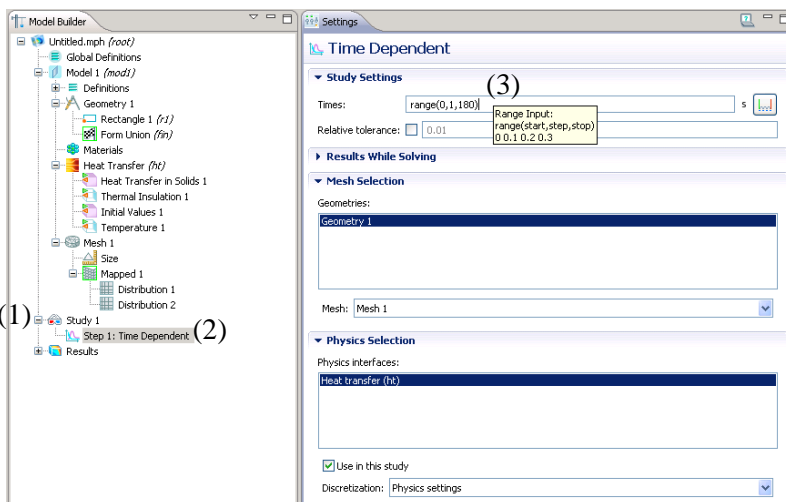 Model Builder
Untitled.mph (root)
Global Definitions
Model 1 (mod1)
Definitions
Geometry 1
Rectangle 1 (r1)
Form Union (fin)
Materials
Heat Transfer (ht)
Heat Transfer in Solids 1
Thermal Insulation 1
Initial Values 1
Temperature 1
Mesh 1
Size
Mapped 1
Distribution 1
Distribution 2
(1) Study 1
Step 1: Time Dependent (2)
Results
Settings
Time Dependent
Study Settings
(3)
Times: range(0,1,180) s
Range Input:
range(start,step,stop)
0 0.1 0.2 0.3
Relative tolerance: 0.01
Results While Solving
Mesh Selection
Geometries:
Geometry 1
Mesh: Mesh 1
Physics Selection
Physics interfaces:
Heat transfer (ht)
Use in this study
Discretization: Physics settings